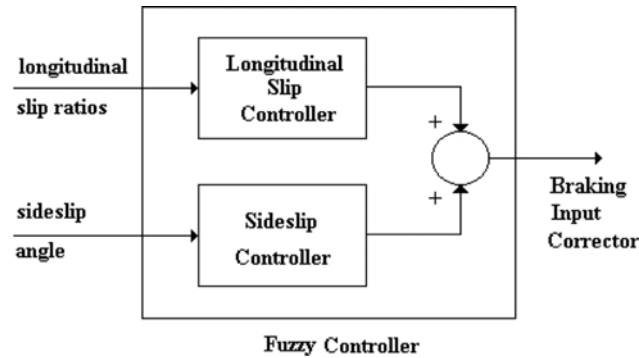 longitudinal
slip ratios
Longitudinal
Slip
Controller
+
+
sideslip
angle
Sideslip
Controller
Braking
Input
Corrector
Fuzzy Controller